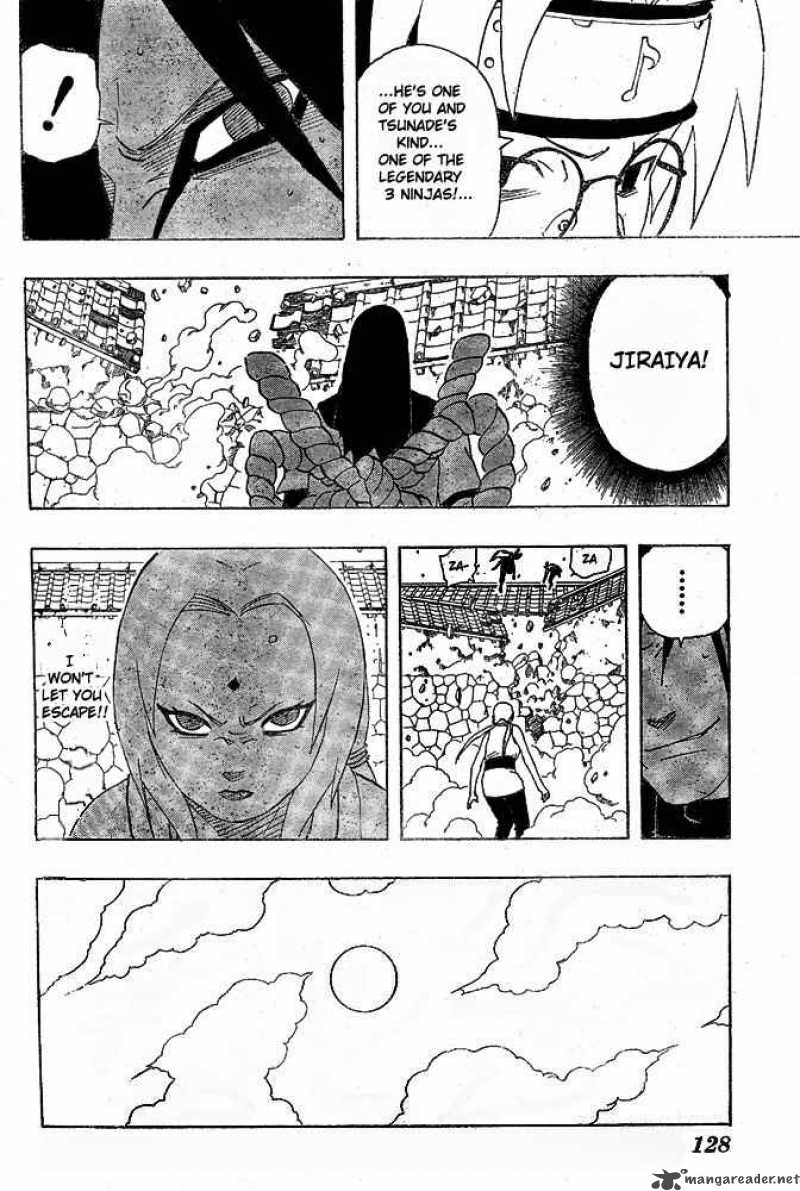 ...HE'S ONE
OF YOU AND
TSUNADE'S
KIND...
ONE OF THE
LEGENDARY
3 NINJAS!...
!
JIRAIYA!
......
ZA
ZA-
I
WON'T
LET YOU
ESCAPE!!
128
mangareader.net